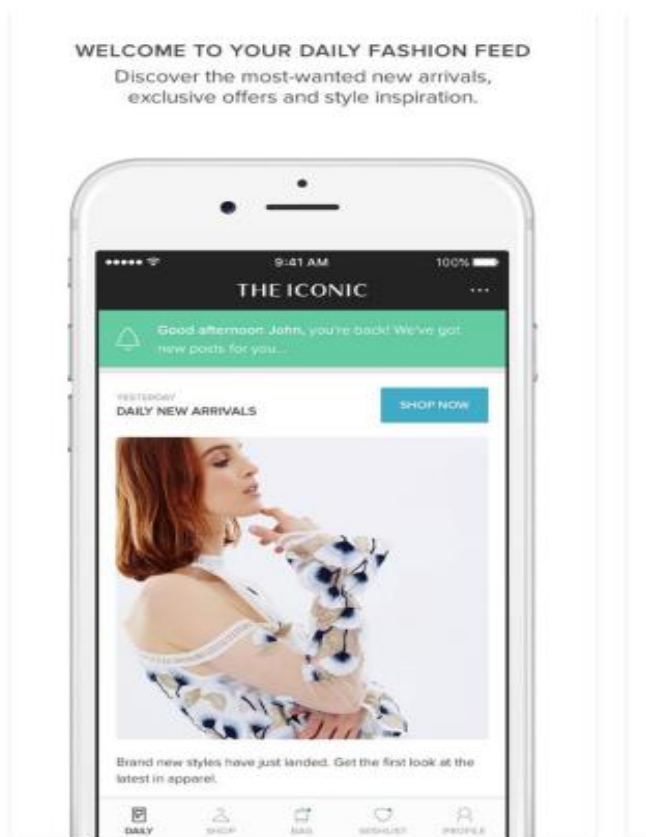 WELCOME TO YOUR DAILY FASHION FEED
Discover the most-wanted new arrivals,
exclusive offers and style inspiration.
9:41 AM
100%
THE ICONIC
Good afternoon John, you're back! We've got
new posts for you...
YESTERDAY
DAILY NEW ARRIVALS
SHOP NOW
Brand new styles have just landed. Get the first look at the
latest in apparel.
DAILY
SHOP
BAG
WISHLIST
PROFILE